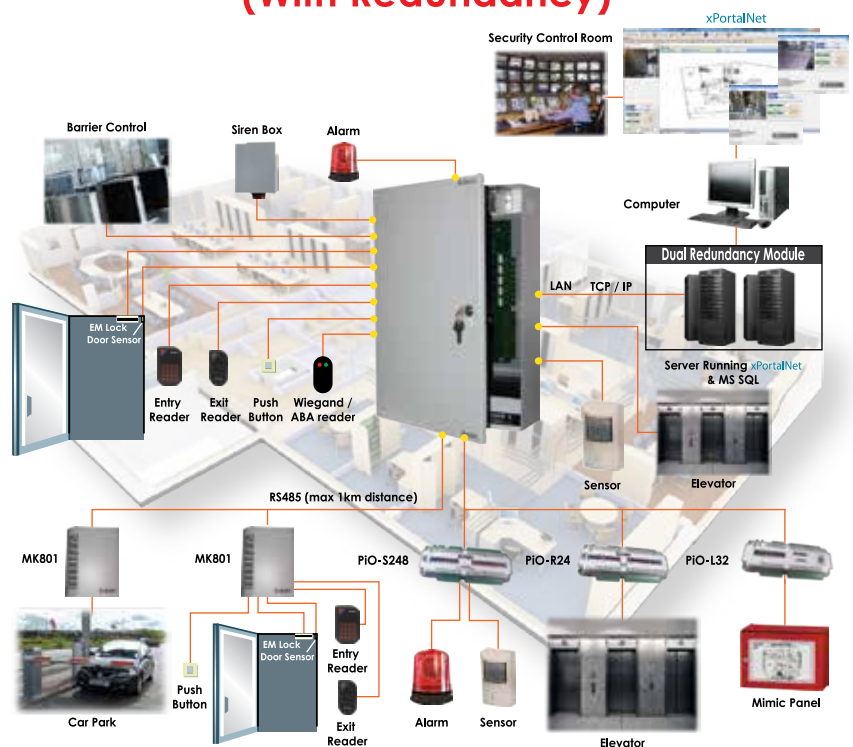 (With Redundancy)
xPortalNet
Security Control Room
Barrier Control
Siren Box
Alarm
Computer
Dual Redundancy Module
LAN
TCP / IP
EM Lock
Door Sensor
Entry
Reader
Exit
Reader
Push
Button
Wiegand /
ABA reader
Server Running xPortalNet
& MS SQL
Sensor
Elevator
RS485 (max 1km distance)
MK801
MK801
PiO-S248
PiO-R24
PiO-L32
EM Lock
Door Sensor
Entry
Reader
Push
Button
Exit
Reader
Car Park
Alarm
Sensor
Elevator
Mimic Panel